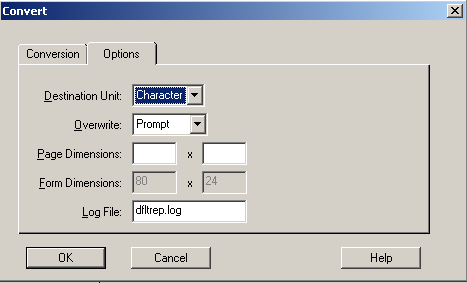 Convert
Conversion Options
Destination Unit: Character
Overwrite: Prompt
Page Dimensions: x
Form Dimensions: 80 x 24
Log File: dfltrep.log
OK Cancel Help